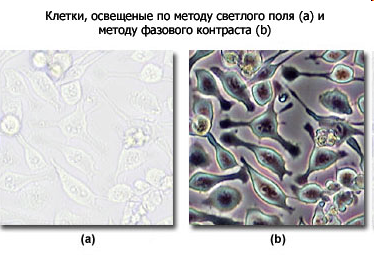 Клетки, освещеные по методу светлого поля (a) и
методу фазового контраста (b)
(a)
(b)